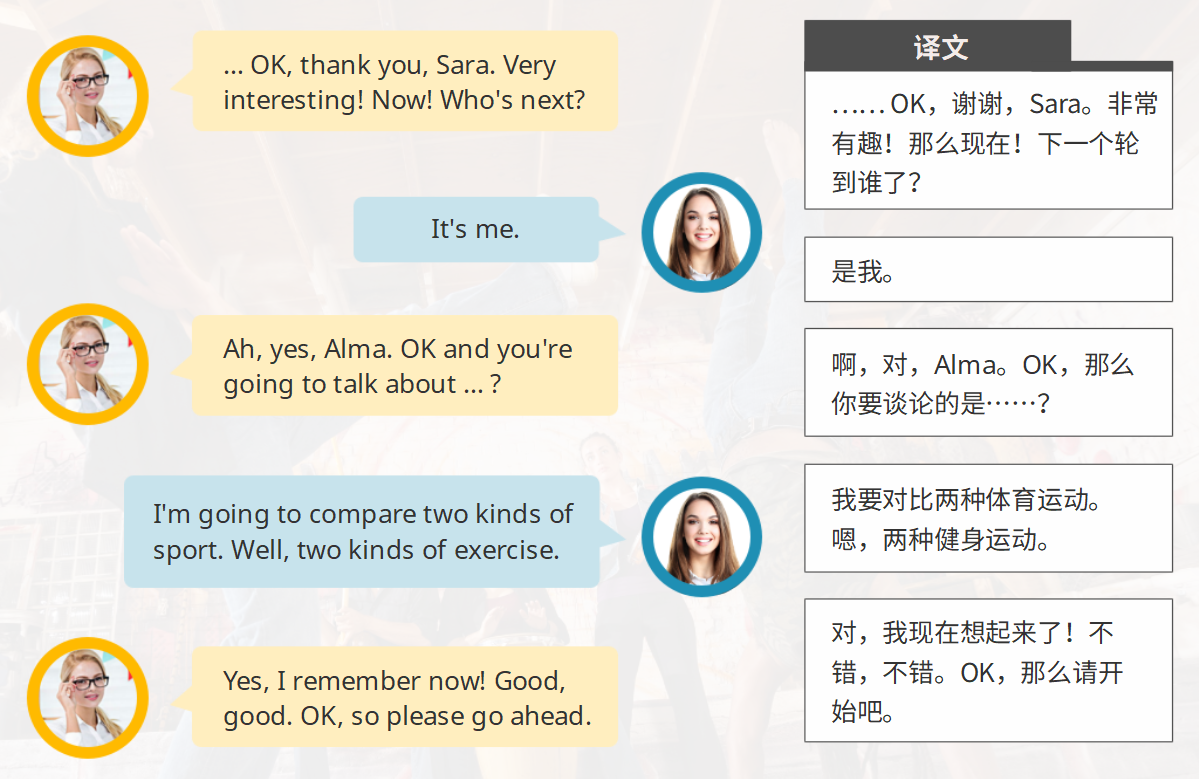 ... OK, thank you, Sara. Very
interesting! Now! Who's next?
It's me.
Ah, yes, Alma. OK and you're
going to talk about ... ?
I'm going to compare two kinds of
sport. Well, two kinds of exercise.
Yes, I remember now! Good,
good. OK, so please go ahead.
译文
……OK，谢谢，Sara。非常
有趣！那么现在！下一个轮
到谁了？
是我。
啊，对，Alma。OK，那么
你要谈论的是……？
我要对比两种体育运动。
嗯，两种健身运动。
对，我现在想起来了！不
错，不错。OK，那么请开
始吧。